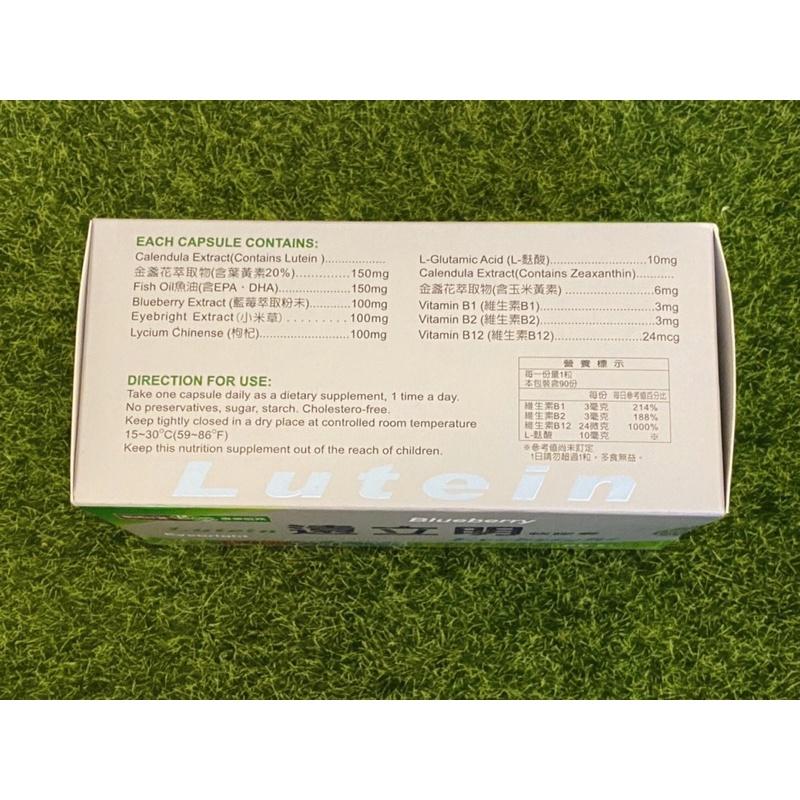 EACH CAPSULE CONTAINS:
Calendula Extract(Contains Lutein )..................
金盞花萃取物(含葉黃素20%)..............150mg
Fish Oil魚油(含EPA、DHA)..................150mg
Blueberry Extract (藍莓萃取粉末)..........100mg
Eyebright Extract(小米草) ......... 100mg
Lycium Chinense (枸杞)......................100mg
L-Glutamic Acid (L-麩酸)........................10mg
Calendula Extract(Contains Zeaxanthin)...........
金盞花萃取物(含玉米黃素).......................6mg
Vitamin B1 (維生素B1)............................3mg
Vitamin B2 (維生素B2)............................3mg
Vitamin B12 (維生素B12).....................24mcg
DIRECTION FOR USE:
Take one capsule daily as a dietary supplement, 1 time a day.
No preservatives, sugar, starch. Cholestero-free.
Keep tightly closed in a dry place at controlled room temperature
15~30°C(59~86°F)
Keep this nutrition supplement out of the reach of children.
營養標示
每一份量1粒
本包裝含90份
每份 每日參考值百分比
維生素B1 3毫克 214%
維生素B2 3毫克 188%
維生素B12 24微克 1000%
L-麩酸 10毫克 ※
※參考值尚未訂定
1日請勿超過1粒，多食無益。
Lutein
Blueberry
Lutein 邊立明
Eyebright